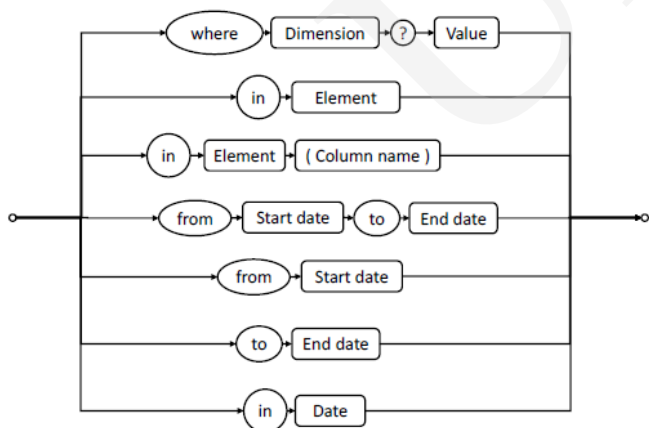 where Dimension ? Value
in Element
in Element ( Column name )
from Start date to End date
from Start date
to End date
in Date